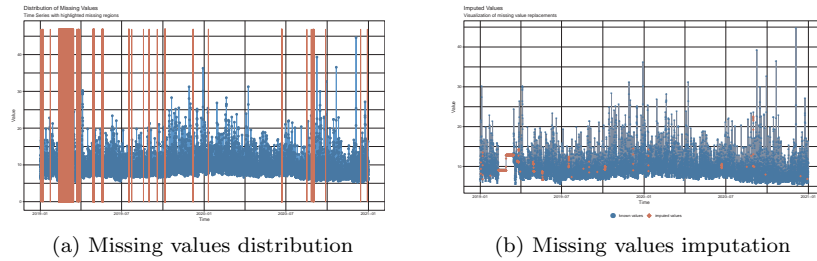 Distribution of Missing Values
Time Series with highlighted missing regions
Value
40
30
20
10
0
2019-01
2019-07
2020-01
2020-07
2021-01
Time
(a) Missing values distribution
Imputed Values
Visualization of missing value replacements
Value
40
30
20
10
2019-01
2019-07
2020-01
2020-07
2021-01
Time
known values
imputed values
(b) Missing values imputation